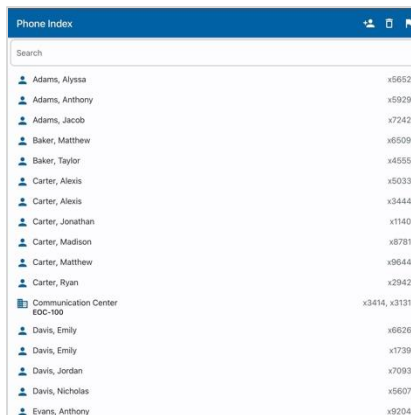 Phone Index
Search
Adams, Alyssa x5652
Adams, Anthony x5929
Adams, Jacob x7242
Baker, Matthew x6509
Baker, Taylor x4555
Carter, Alexis x5033
Carter, Alexis x3444
Carter, Jonathan x1140
Carter, Madison x8781
Carter, Matthew x9644
Carter, Ryan x2942
Communication Center x3414, x3131
EOC-100
Davis, Emily x6626
Davis, Emily x1739
Davis, Jordan x7093
Davis, Nicholas x5607
Evans, Anthony x9204